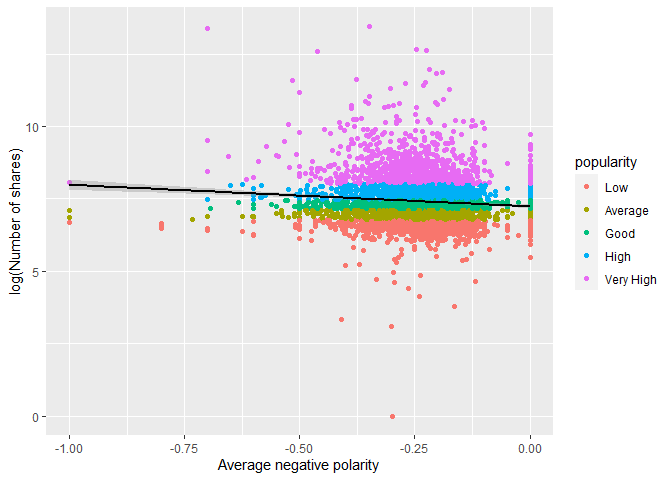 log(Number of shares)
10
5
0
-1.00
-0.75
-0.50
-0.25
0.00
Average negative polarity
popularity
Low
Average
Good
High
Very High